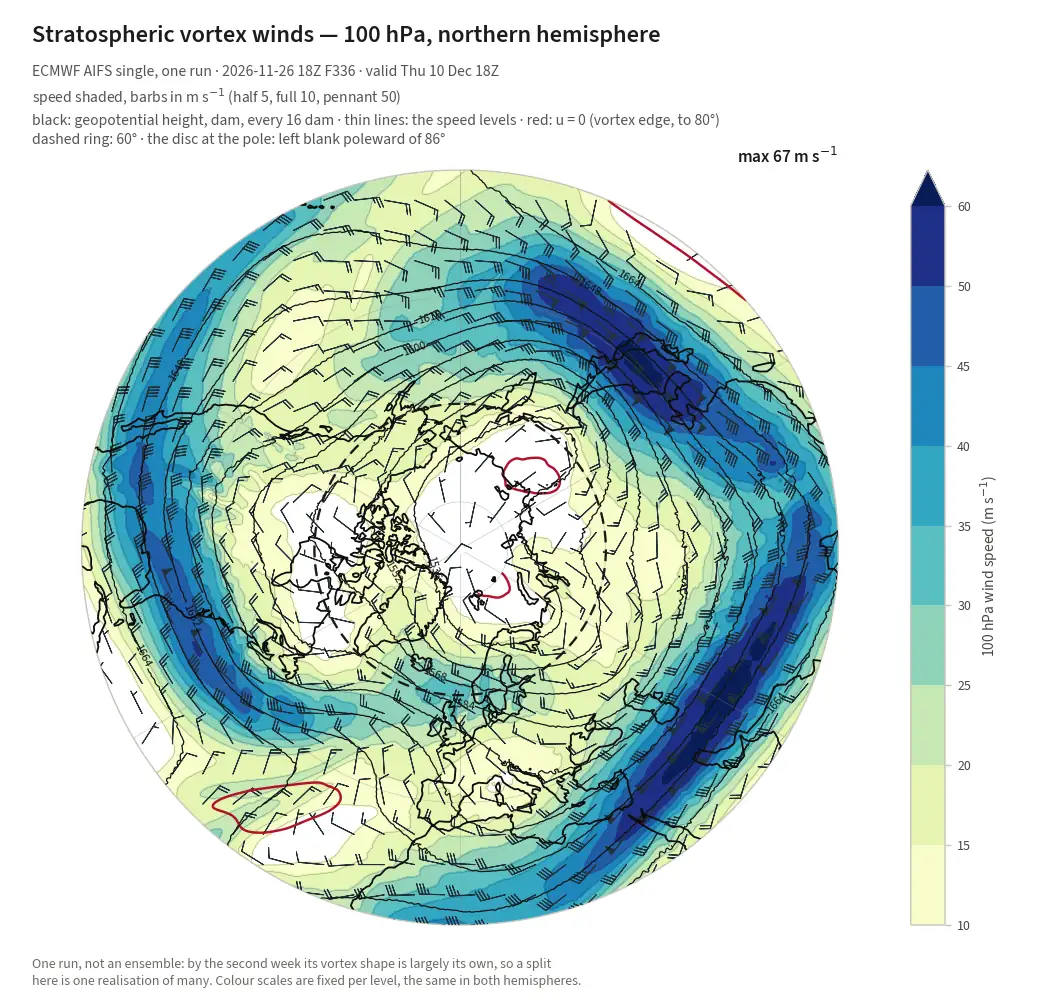 Stratospheric vortex winds — 100 hPa, northern hemisphere
ECMWF AIFS single, one run · 2026-11-26 18Z F336 · valid Thu 10 Dec 18Z
speed shaded, barbs in m s⁻¹ (half 5, full 10, pennant 50)
black: geopotential height, dam, every 16 dam · thin lines: the speed levels · red: u = 0 (vortex edge, to 80°)
dashed ring: 60° · the disc at the pole: left blank poleward of 86°
max 67 m s⁻¹
60
50
45
40
35
30
25
20
15
10
100 hPa wind speed (m s⁻¹)
1648
1664
1568
1584
One run, not an ensemble: by the second week its vortex shape is largely its own, so a split
here is one realisation of many. Colour scales are fixed per level, the same in both hemispheres.